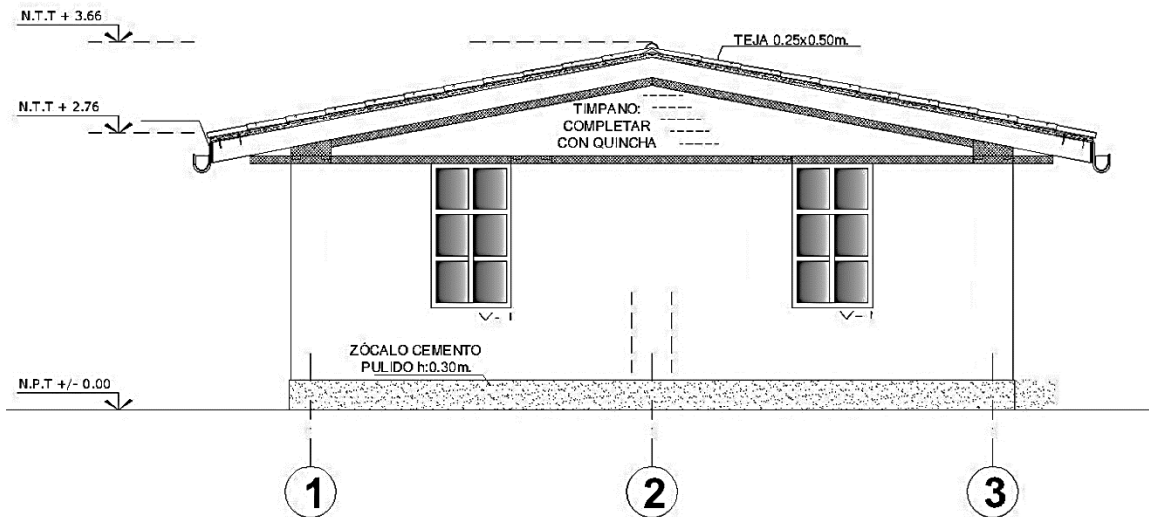 N.T.T + 3.66
TEJA 0.25x0.50m.
N.T.T + 2.76
TIMPANO:
COMPLETAR
CON QUINCHA
ZÓCALO CEMENTO
PULIDO h:0.30m.
N.P.T +/- 0.00
1
2
3